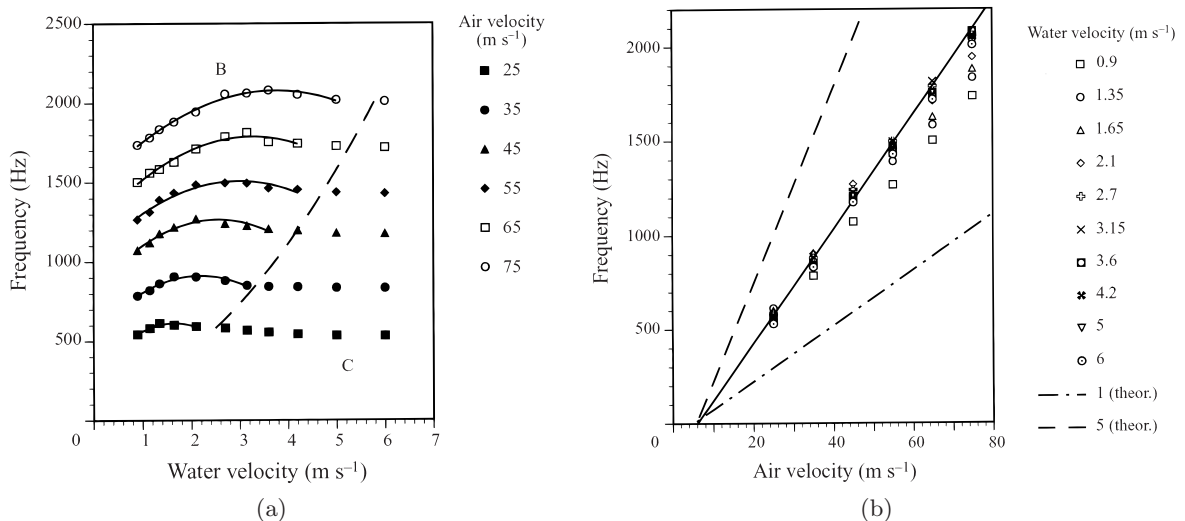 2500
2000
1500
1000
500
0
1
2
3
4
5
6
7
Frequency (Hz)
Water velocity (m s⁻¹)
B
C
Air velocity
(m s⁻¹)
25
35
45
55
65
75
(a)
2000
1500
1000
500
0
20
40
60
80
Frequency (Hz)
Air velocity (m s⁻¹)
Water velocity (m s⁻¹)
0.9
1.35
1.65
2.1
2.7
3.15
3.6
4.2
5
6
1 (theor.)
5 (theor.)
(b)